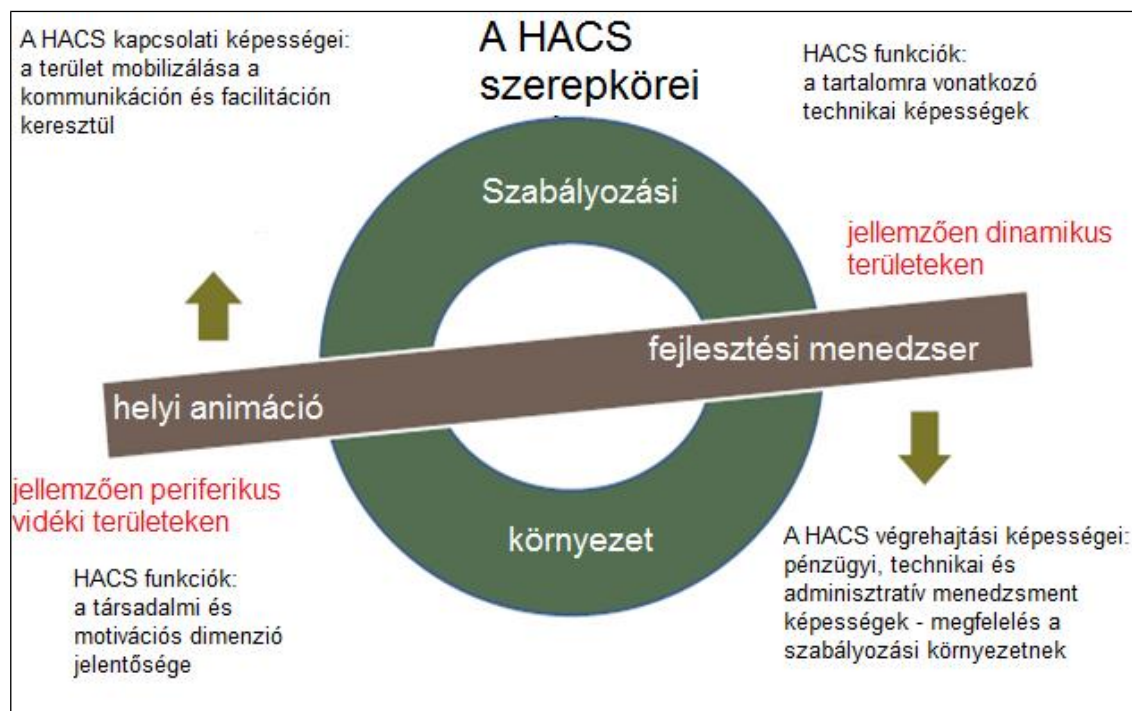 A HACS kapcsolati képességei:
a terület mobilizálása a
kommunikáción és facilitáción
keresztül
A HACS
szerepkörei
HACS funkciók:
a tartalomra vonatkozó
technikai képességek
Szabályozási
jellemzően dinamikus
területeken
fejlesztési menedzser
helyi animáció
jellemzően periferikus
vidéki területeken
környezet
HACS funkciók:
a társadalmi és
motivációs dimenzió
jelentősége
A HACS végrehajtási képességei:
pénzügyi, technikai és
adminisztratív menedzsment
képességek - megfelelés a
szabályozási környezetnek